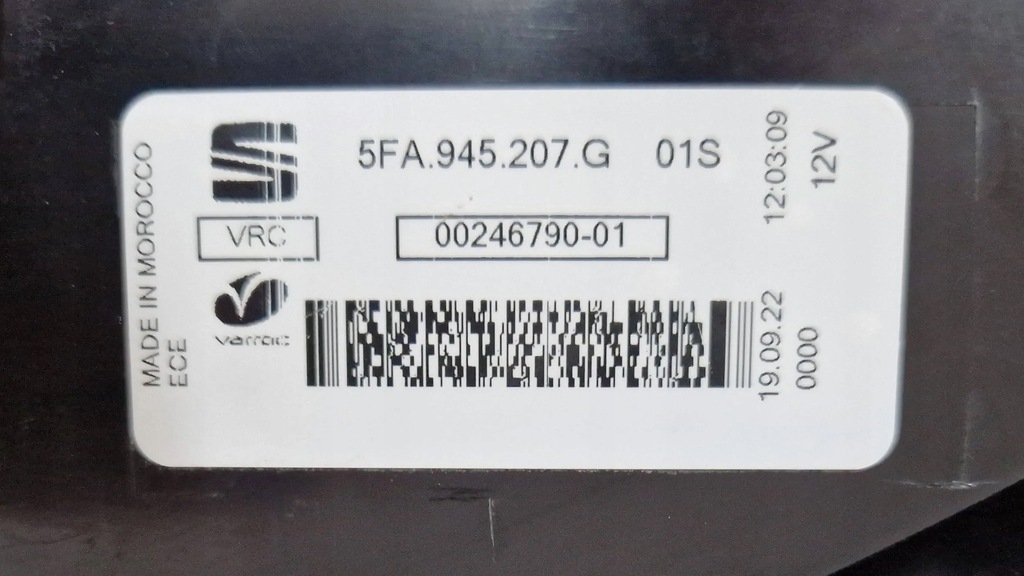 5FA.945.207.G 01S
VRC
00246790-01
varroc
MADE IN MOROCCO
ECE
12:03:09
12V
19.09.22
0000